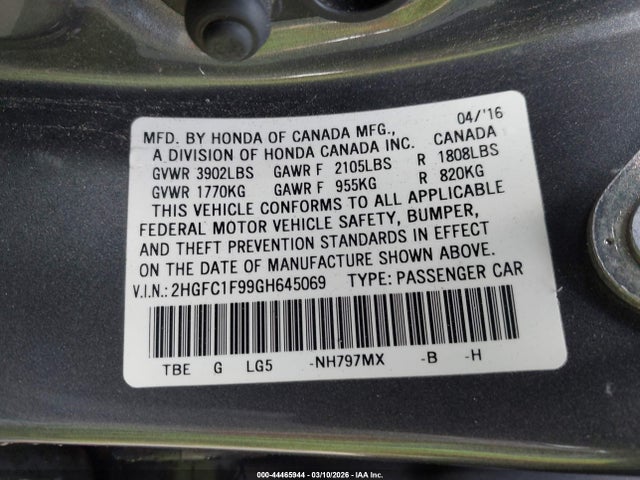 04/'16
MFD. BY HONDA OF CANADA MFG., CANADA
A DIVISION OF HONDA CANADA INC.
GVWR 3902LBS GAWR F 2105LBS R 1808LBS
GVWR 1770KG GAWR F 955KG R 820KG
THIS VEHICLE CONFORMS TO ALL APPLICABLE
FEDERAL MOTOR VEHICLE SAFETY, BUMPER,
AND THEFT PREVENTION STANDARDS IN EFFECT
ON THE DATE OF MANUFACTURE SHOWN ABOVE.
V.I.N.: 2HGFC1F99GH645069 TYPE: PASSENGER CAR
TBE G LG5 -NH797MX -B -H
000-44465944 | 03/10/2026 | IAA Inc.